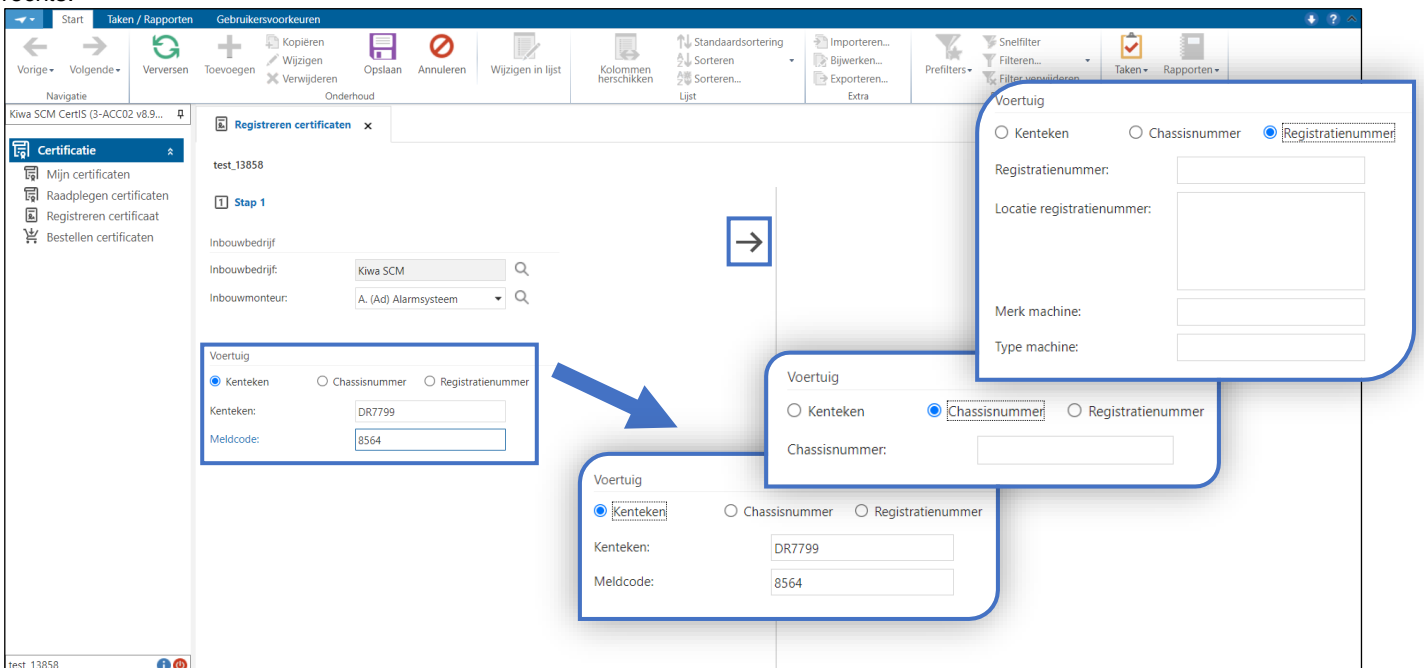 Start Taken / Rapporten Gebruikersvoorkeuren
Vorige Volgende Verversen
Navigatie
Toevoegen
Kopiëren
Wijzigen
Verwijderen
Opslaan Annuleren Wijzigen in lijst
Onderhoud
Kolommen herschikken
Standaardsortering
Sorteren
Sorteren...
Lijst
Importeren...
Bijwerken...
Exporteren...
Extra
Prefilters
Snelfilter
Filteren...
Filter verwijderen
Taken Rapporten
Kiwa SCM CertIS (3-ACC02 v8.9...
Certificatie
Mijn certificaten
Raadplegen certificaten
Registreren certificaat
Bestellen certificaten
test_13858
Registreren certificaten x
test_13858
1 Stap 1
Inbouwbedrijf
Inbouwbedrijf: Kiwa SCM
Inbouwmonteur: A. (Ad) Alarmsysteem
Voertuig
Kenteken Chassisnummer Registratienummer
Kenteken: DR7799
Meldcode: 8564
Voertuig
Kenteken Chassisnummer Registratienummer
Kenteken: DR7799
Meldcode: 8564
Voertuig
Kenteken Chassisnummer Registratienummer
Chassisnummer:
Voertuig
Kenteken Chassisnummer Registratienummer
Registratienummer:
Locatie registratienummer:
Merk machine:
Type machine: